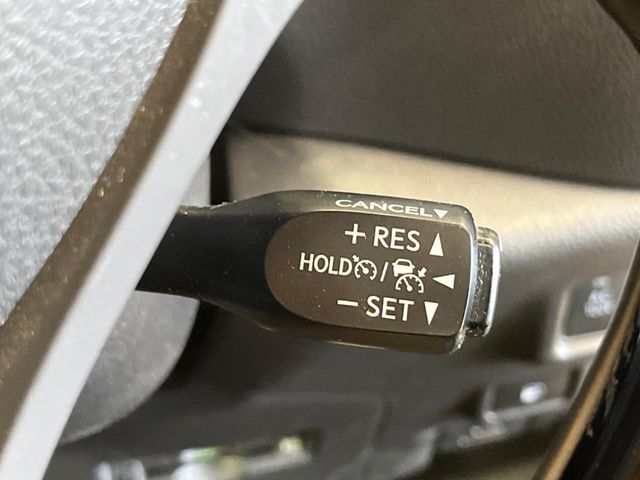 CANCEL▼
+ RES ▲
HOLD / ◀
− SET ▼